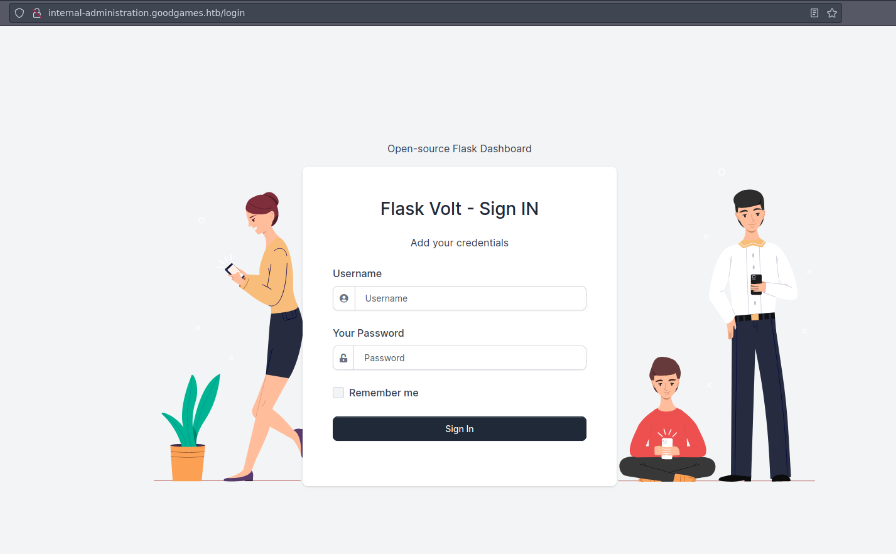 internal-administration.goodgames.htb/login
Open-source Flask Dashboard
Flask Volt - Sign IN
Add your credentials
Username
Username
Your Password
Password
Remember me
Sign In